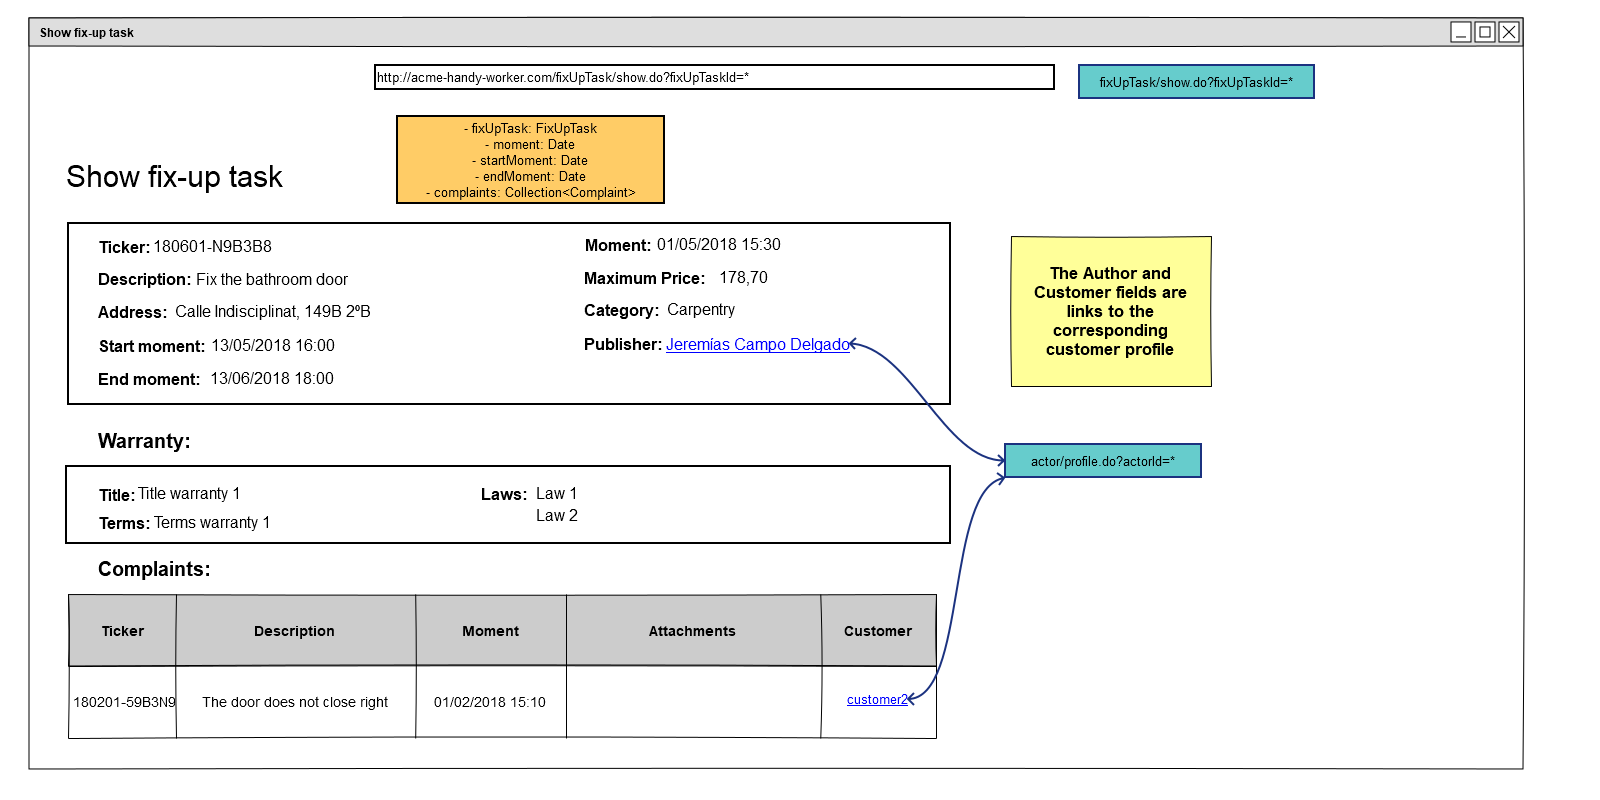 Show fix-up task
http://acme-handy-worker.com/fixUpTask/show.do?fixUpTaskId=*
fixUpTask/show.do?fixUpTaskId=*
- fixUpTask: FixUpTask
- moment: Date
- startMoment: Date
- endMoment: Date
- complaints: Collection<Complaint>
Show fix-up task
Ticker: 180601-N9B3B8
Description: Fix the bathroom door
Address: Calle Indisciplinat, 149B 2ºB
Start moment: 13/05/2018 16:00
End moment: 13/06/2018 18:00
Moment: 01/05/2018 15:30
Maximum Price: 178,70
Category: Carpentry
Publisher: Jeremías Campo Delgado
The Author and
Customer fields are
links to the
corresponding
customer profile
actor/profile.do?actorId=*
Warranty:
Title: Title warranty 1
Terms: Terms warranty 1
Laws: Law 1
Law 2
Complaints:
Ticker Description Moment Attachments Customer
180201-59B3N9 The door does not close right 01/02/2018 15:10 customer2